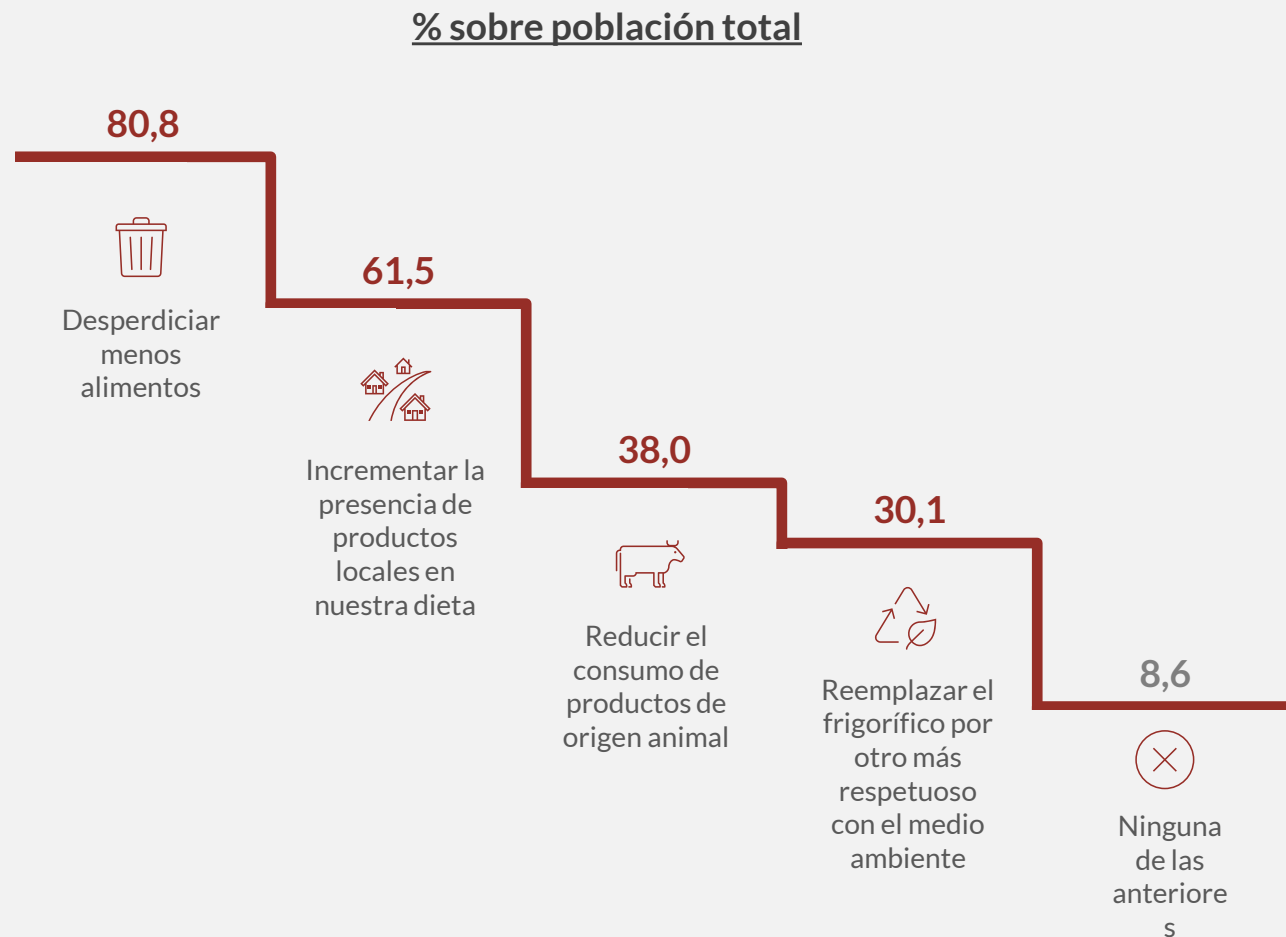 % sobre población total
80,8
Desperdiciar
menos
alimentos
61,5
Incrementar la
presencia de
productos
locales en
nuestra dieta
38,0
Reducir el
consumo de
productos de
origen animal
30,1
Reemplazar el
frigorífico por
otro más
respetuoso
con el medio
ambiente
8,6
Ninguna
de las
anteriore
s